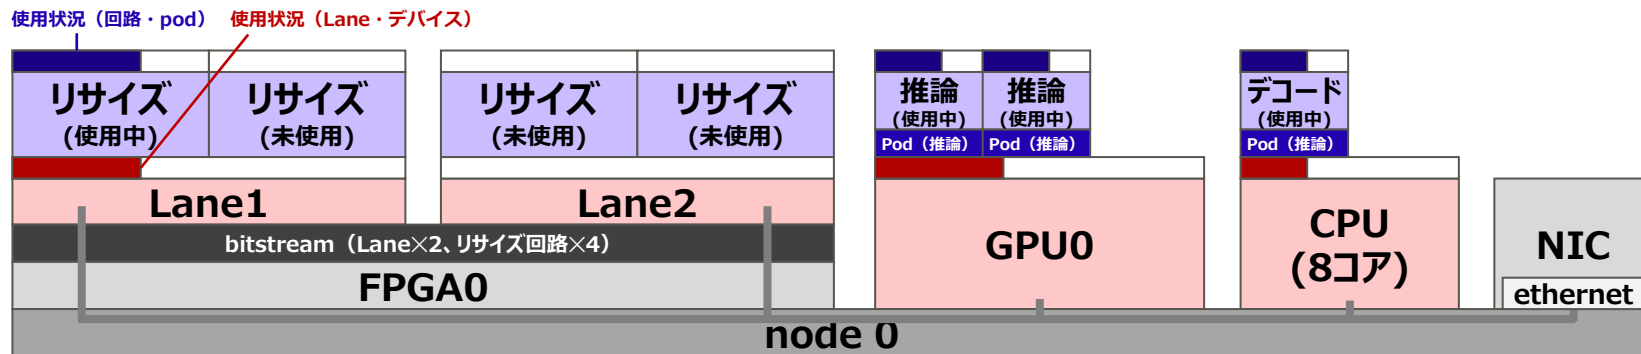 使用状況（回路・pod） 使用状況（Lane・デバイス）
リサイズ
(使用中)
リサイズ
(未使用)
リサイズ
(未使用)
リサイズ
(未使用)
推論
(使用中)
推論
(使用中)
デコード
(使用中)
Pod（推論）
Pod（推論）
Pod（推論）
Lane1
Lane2
bitstream（Lane×2、リサイズ回路×4）
FPGA0
GPU0
CPU
(8コア)
NIC
ethernet
node 0